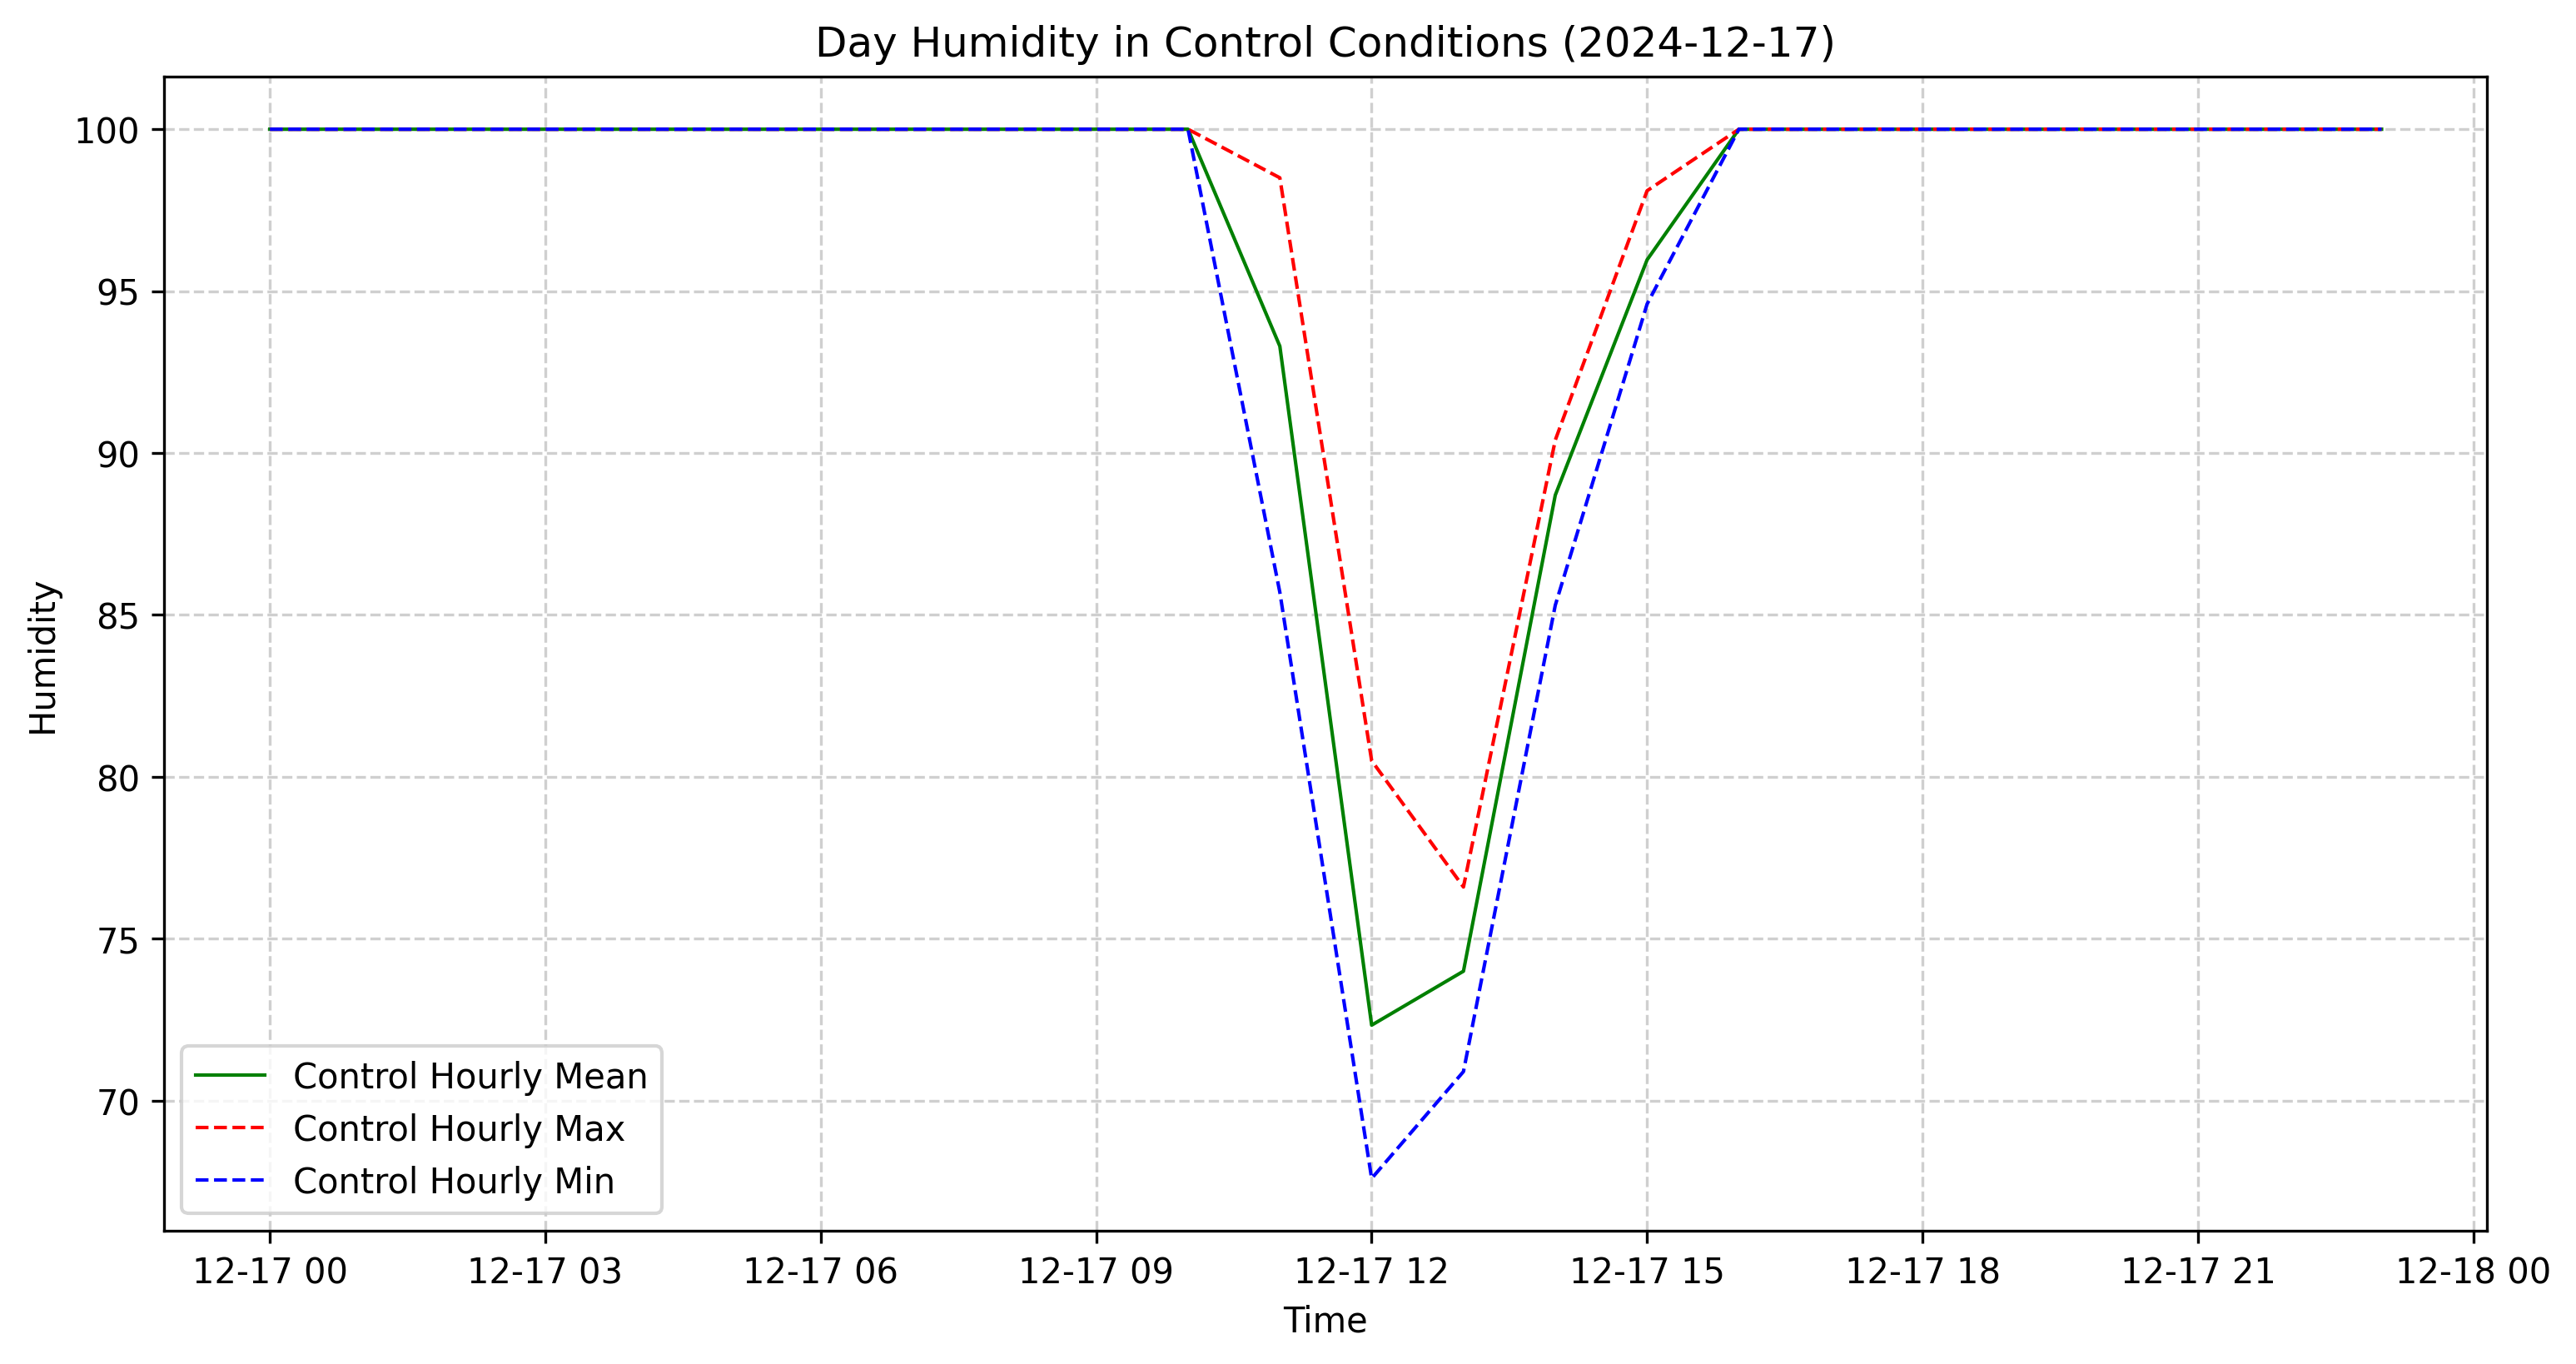 Day Humidity in Control Conditions (2024-12-17)
100
95
90
85
80
75
70
Humidity
Control Hourly Mean
Control Hourly Max
Control Hourly Min
12-17 00 12-17 03 12-17 06 12-17 09 12-17 12 12-17 15 12-17 18 12-17 21 12-18 00
Time